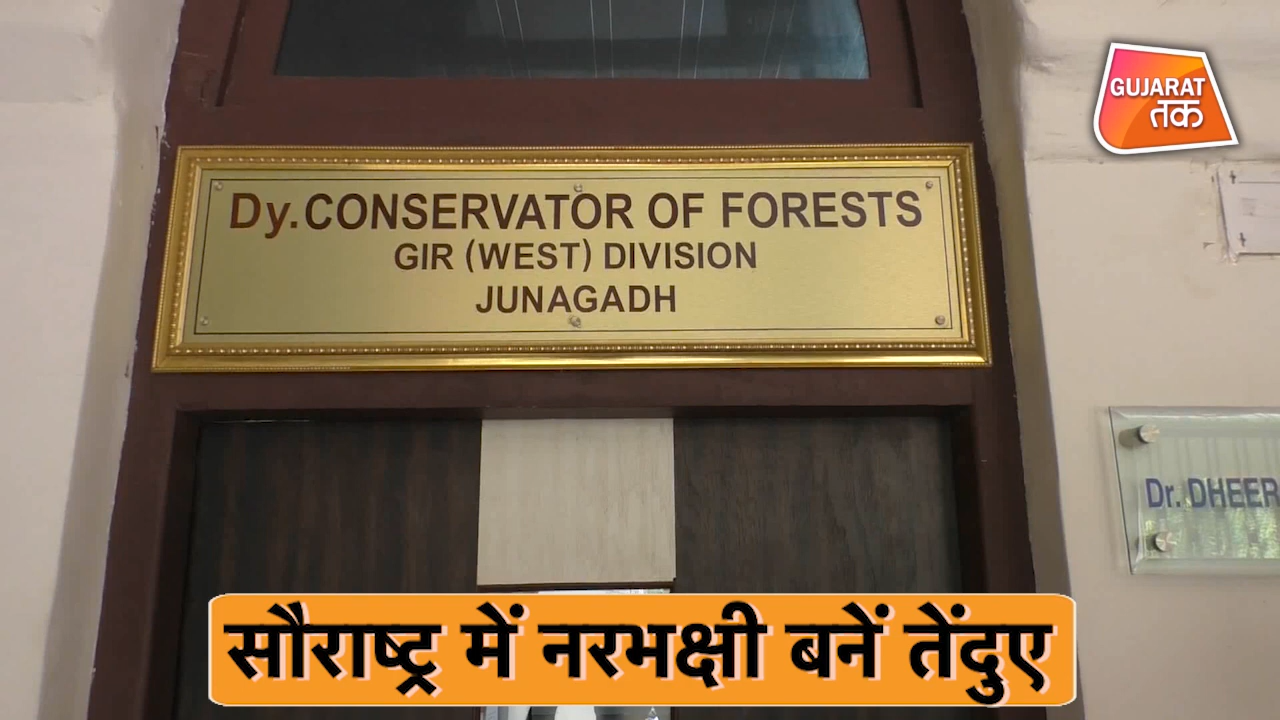 GUJARAT
तक
Dy.CONSERVATOR OF FORESTS
GIR (WEST) DIVISION
JUNAGADH
Dr. DHEER
सौराष्ट्र में नरभक्षी बनें तेंदुए